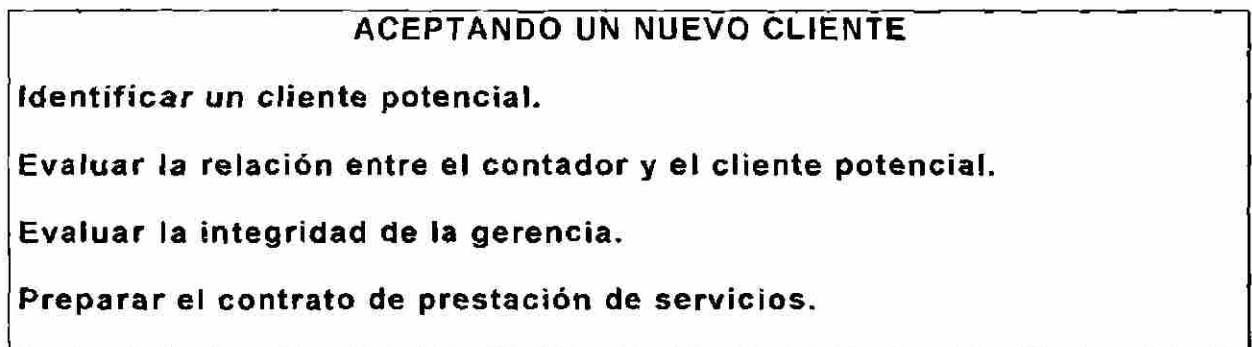 ACEPTANDO UN NUEVO CLIENTE
Identificar un cliente potencial.
Evaluar la relación entre el contador y el cliente potencial.
Evaluar la integridad de la gerencia.
Preparar el contrato de prestación de servicios.